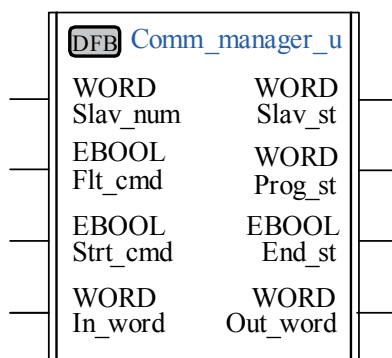 DFB Comm_manager_u
WORD WORD
Slav_num Slav_st
EBOOL WORD
Flt_cmd Prog_st
EBOOL EBOOL
Strt_cmd End_st
WORD WORD
In_word Out_word